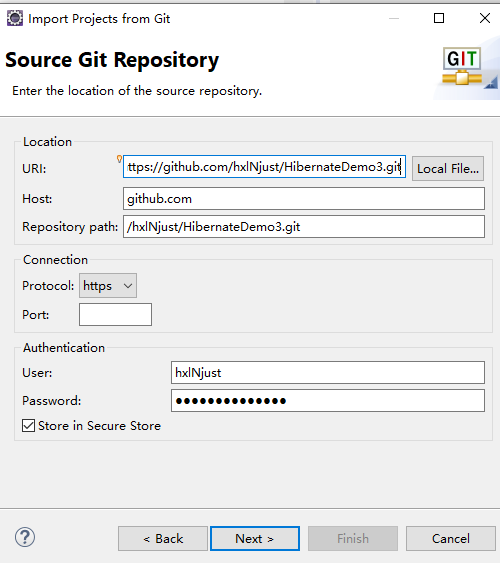 Import Projects from Git
Source Git Repository
Enter the location of the source repository.
GIT
Location
URI: ttps://github.com/hxlNjust/HibernateDemo3.git Local File...
Host: github.com
Repository path: /hxlNjust/HibernateDemo3.git
Connection
Protocol: https
Port:
Authentication
User: hxlNjust
Password: ●●●●●●●●●●●●●●
Store in Secure Store
? < Back Next > Finish Cancel